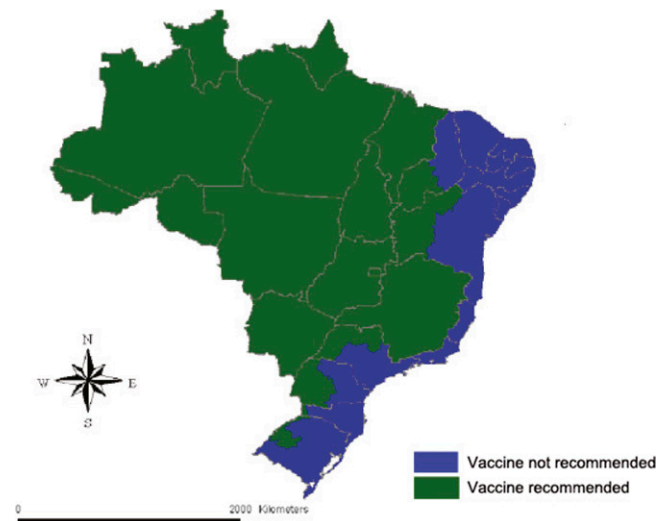 N
W E
S
Vaccine not recommended
Vaccine recommended
0 2000 Kilometers